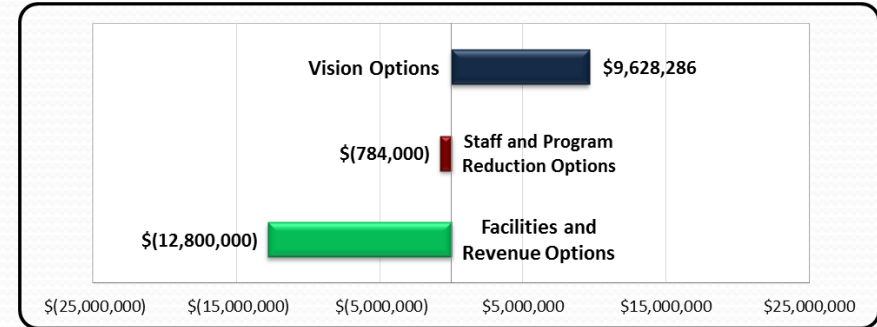 Vision Options $9,628,286
$(784,000) Staff and Program
Reduction Options
$(12,800,000) Facilities and
Revenue Options
$(25,000,000) $(15,000,000) $(5,000,000) $5,000,000 $15,000,000 $25,000,000